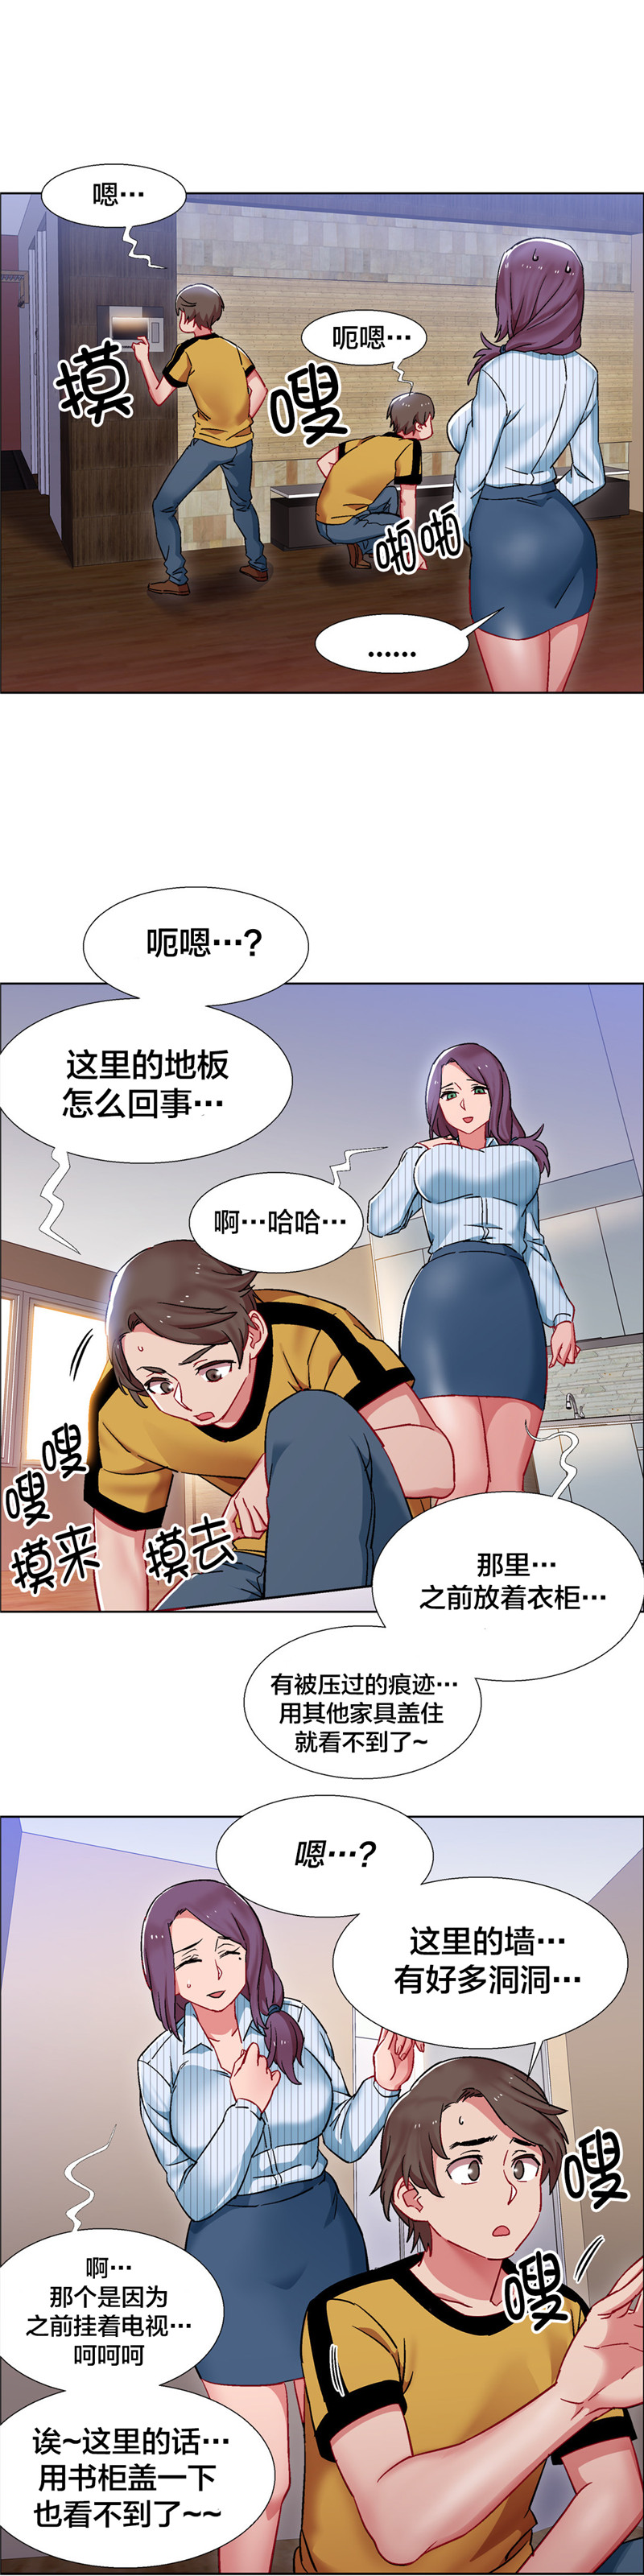 嗯…
摸
呃嗯…
嗖
啪啪
……
呃嗯…?
这里的地板
怎么回事…
啊…哈哈…
嗖
嗖
摸来
摸去
那里…
之前放着衣柜…
有被压过的痕迹…
用其他家具盖住
就看不到了~
嗯…?
这里的墙…
有好多洞洞…
嗖
嗖
啊…
那个是因为
之前挂着电视…
呵呵呵
诶~这里的话…
用书柜盖一下
也看不到了~~